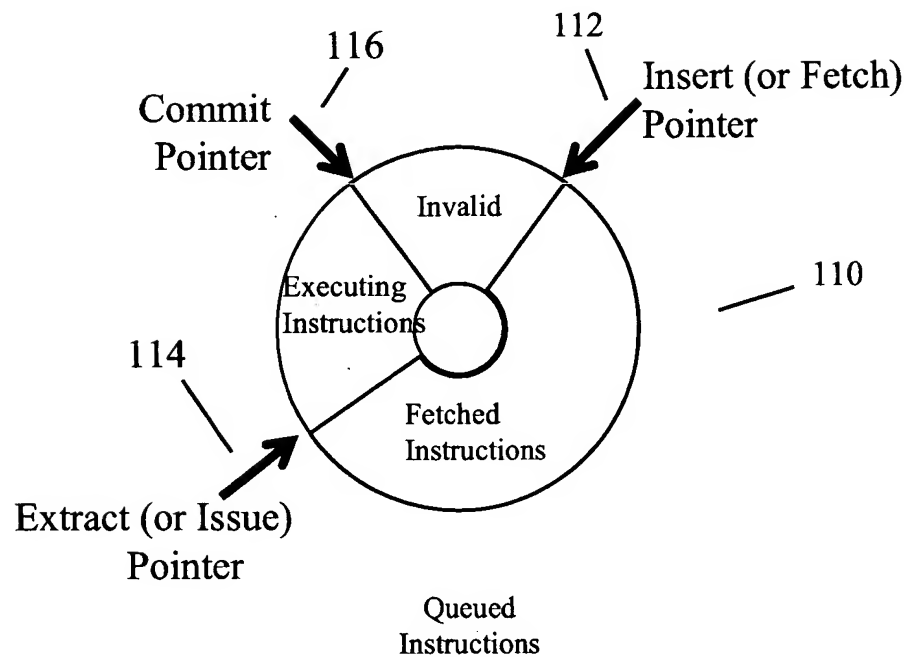 116
112
Commit
Pointer
Insert (or Fetch)
Pointer
Invalid
Executing
Instructions
110
114
Fetched
Instructions
Extract (or Issue)
Pointer
Queued
Instructions